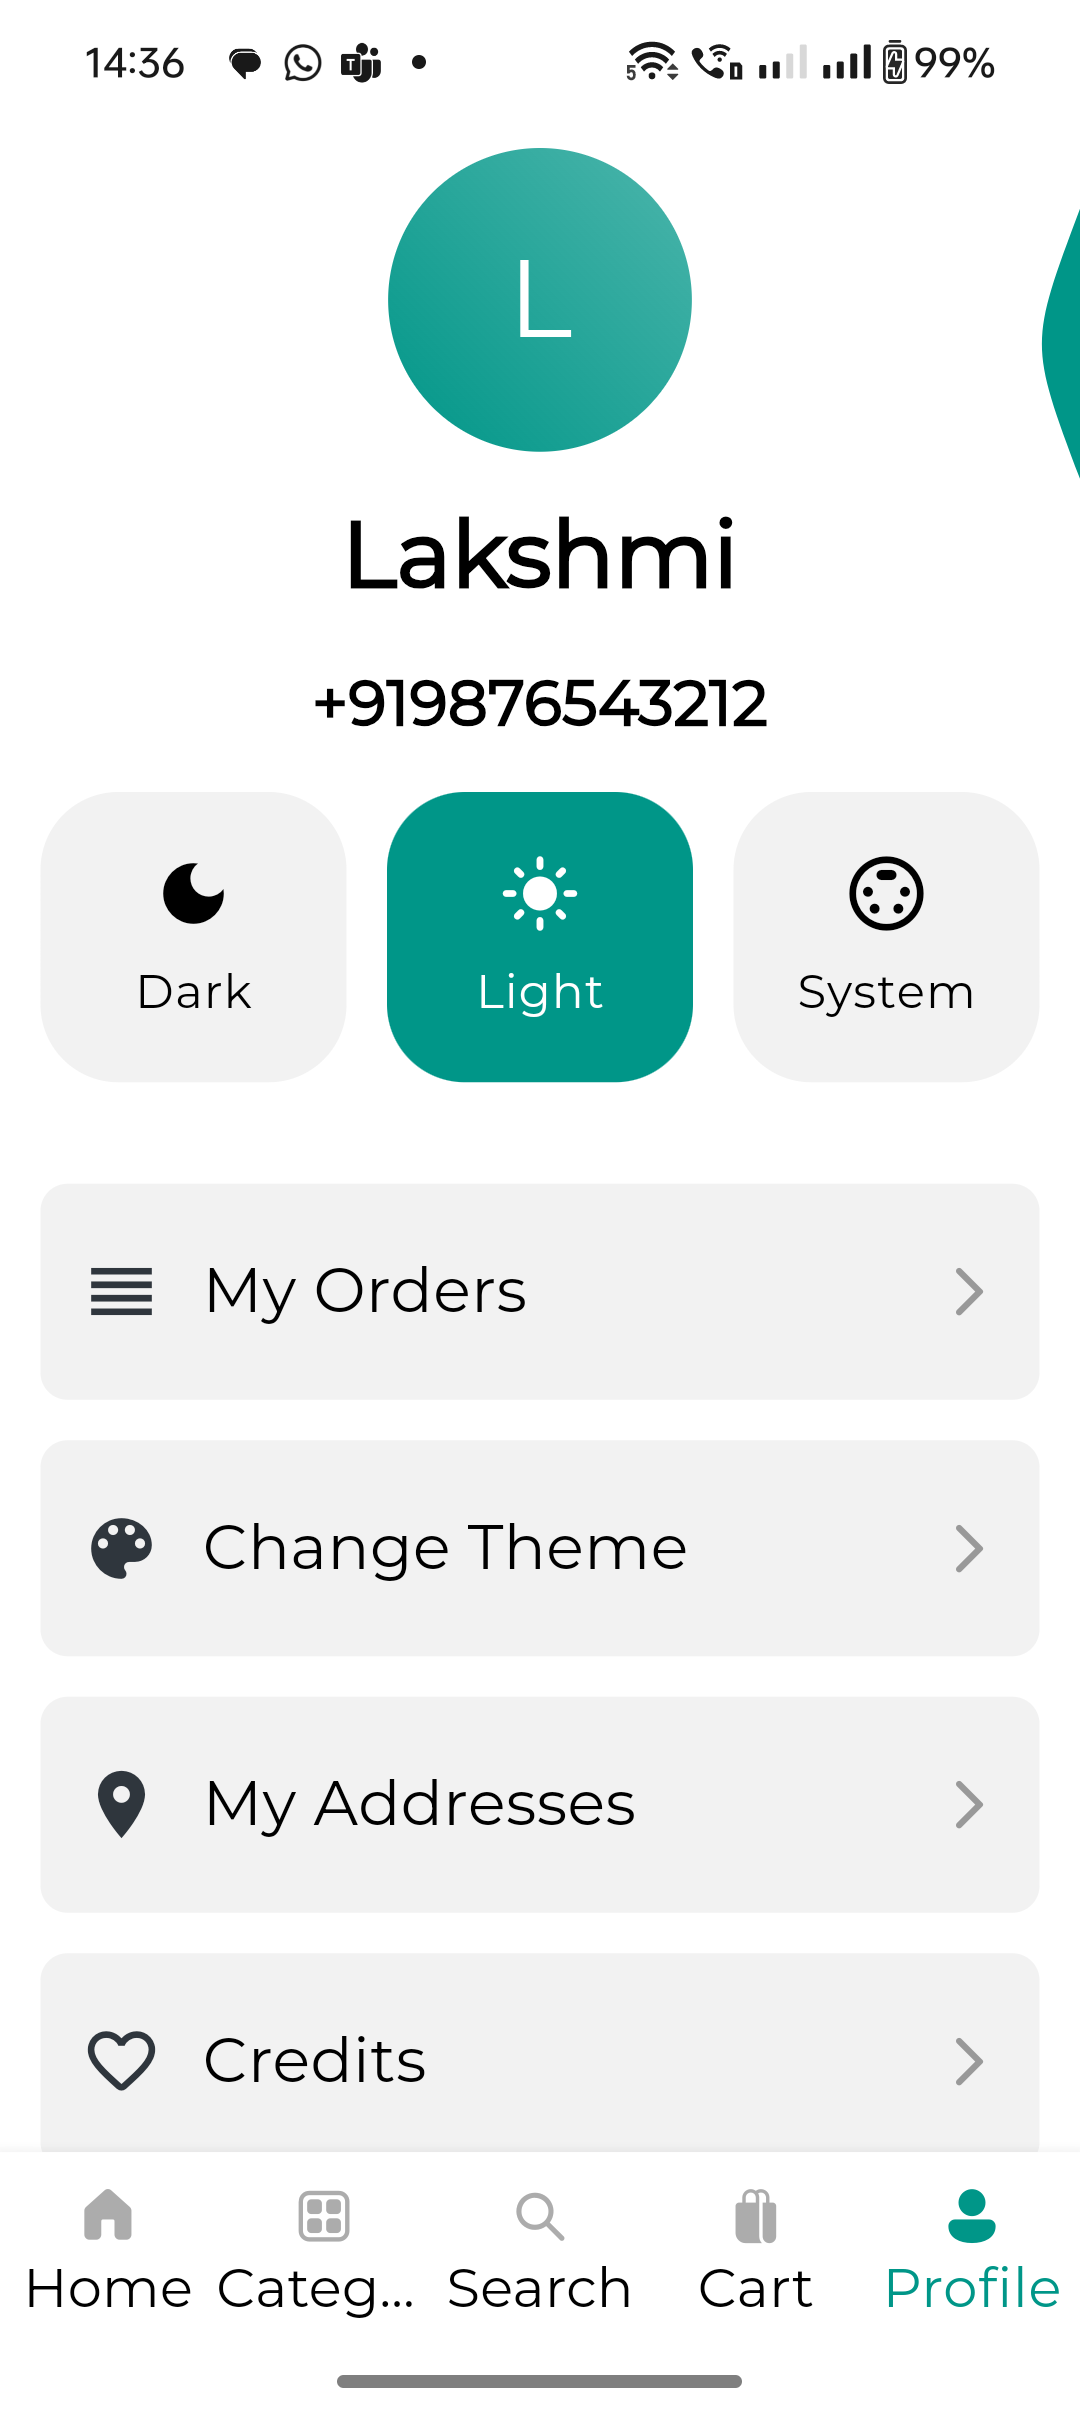 14:36 99%
L
Lakshmi
+919876543212
Dark Light System
My Orders
Change Theme
My Addresses
Credits
Home Categ... Search Cart Profile